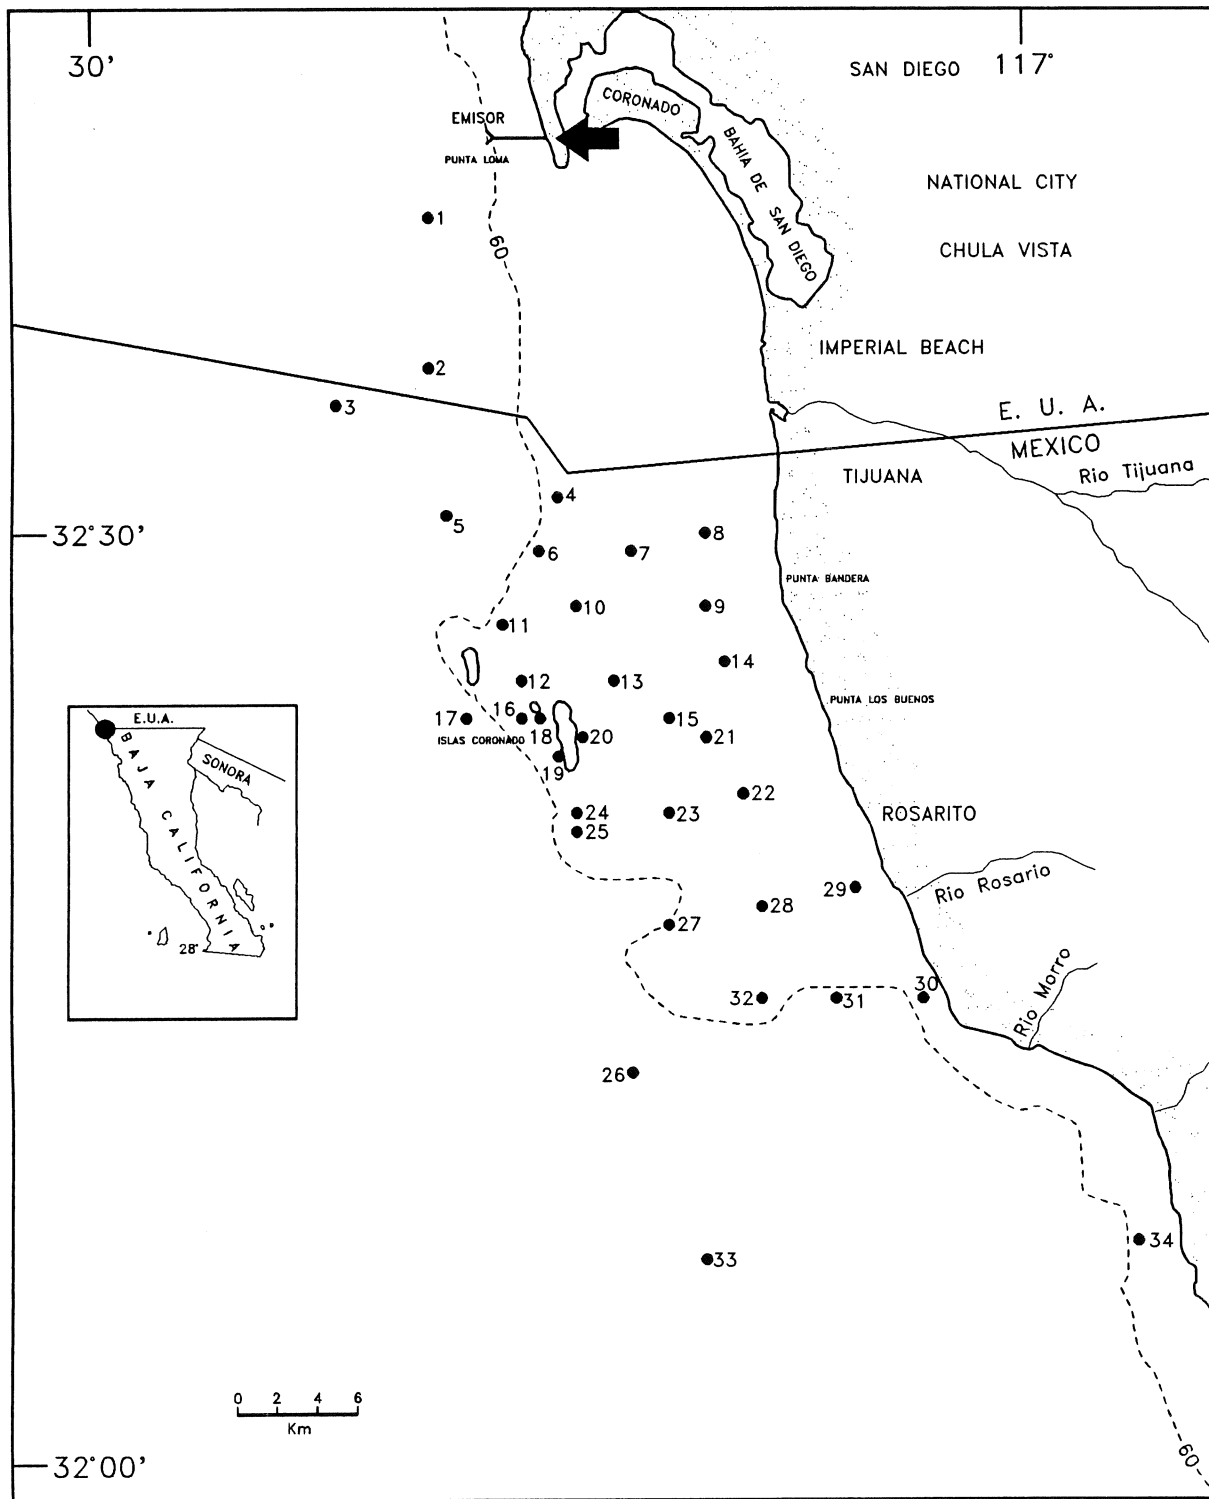 30'
117°
SAN DIEGO
CORONADO
EMISOR
PUNTA LOMA
BAHIA DE SAN DIEGO
NATIONAL CITY
1
60
CHULA VISTA
IMPERIAL BEACH
2
3
E. U. A.
MEXICO
TIJUANA
Rio Tijuana
4
5
32°30'
6
7
8
PUNTA BANDERA
10
9
11
14
12
13
PUNTA LOS BUENOS
17
16
15
ISLAS CORONADO
18
20
21
19
E.U.A.
BAJA CALIFORNIA
SONORA
28°
22
24
23
ROSARITO
25
29
Rio Rosario
28
27
32
31
30
Rio Morro
26
34
33
0 2 4 6
Km
60
32°00'